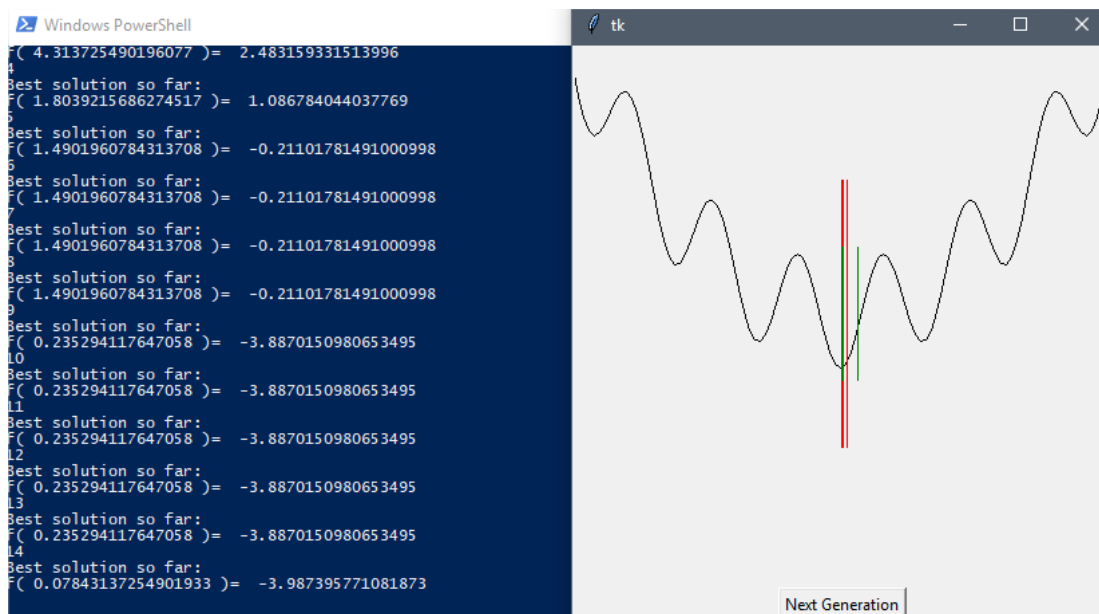 Windows PowerShell
f( 4.313725490196077 )=  2.483159331513996
4
Best solution so far:
f( 1.8039215686274517 )=  1.086784044037769
5
Best solution so far:
f( 1.4901960784313708 )=  -0.21101781491000998
6
Best solution so far:
f( 1.4901960784313708 )=  -0.21101781491000998
7
Best solution so far:
f( 1.4901960784313708 )=  -0.21101781491000998
8
Best solution so far:
f( 1.4901960784313708 )=  -0.21101781491000998
9
Best solution so far:
f( 0.235294117647058 )=  -3.8870150980653495
10
Best solution so far:
f( 0.235294117647058 )=  -3.8870150980653495
11
Best solution so far:
f( 0.235294117647058 )=  -3.8870150980653495
12
Best solution so far:
f( 0.235294117647058 )=  -3.8870150980653495
13
Best solution so far:
f( 0.235294117647058 )=  -3.8870150980653495
14
Best solution so far:
f( 0.07843137254901933 )=  -3.987395771081873
tk
Next Generation